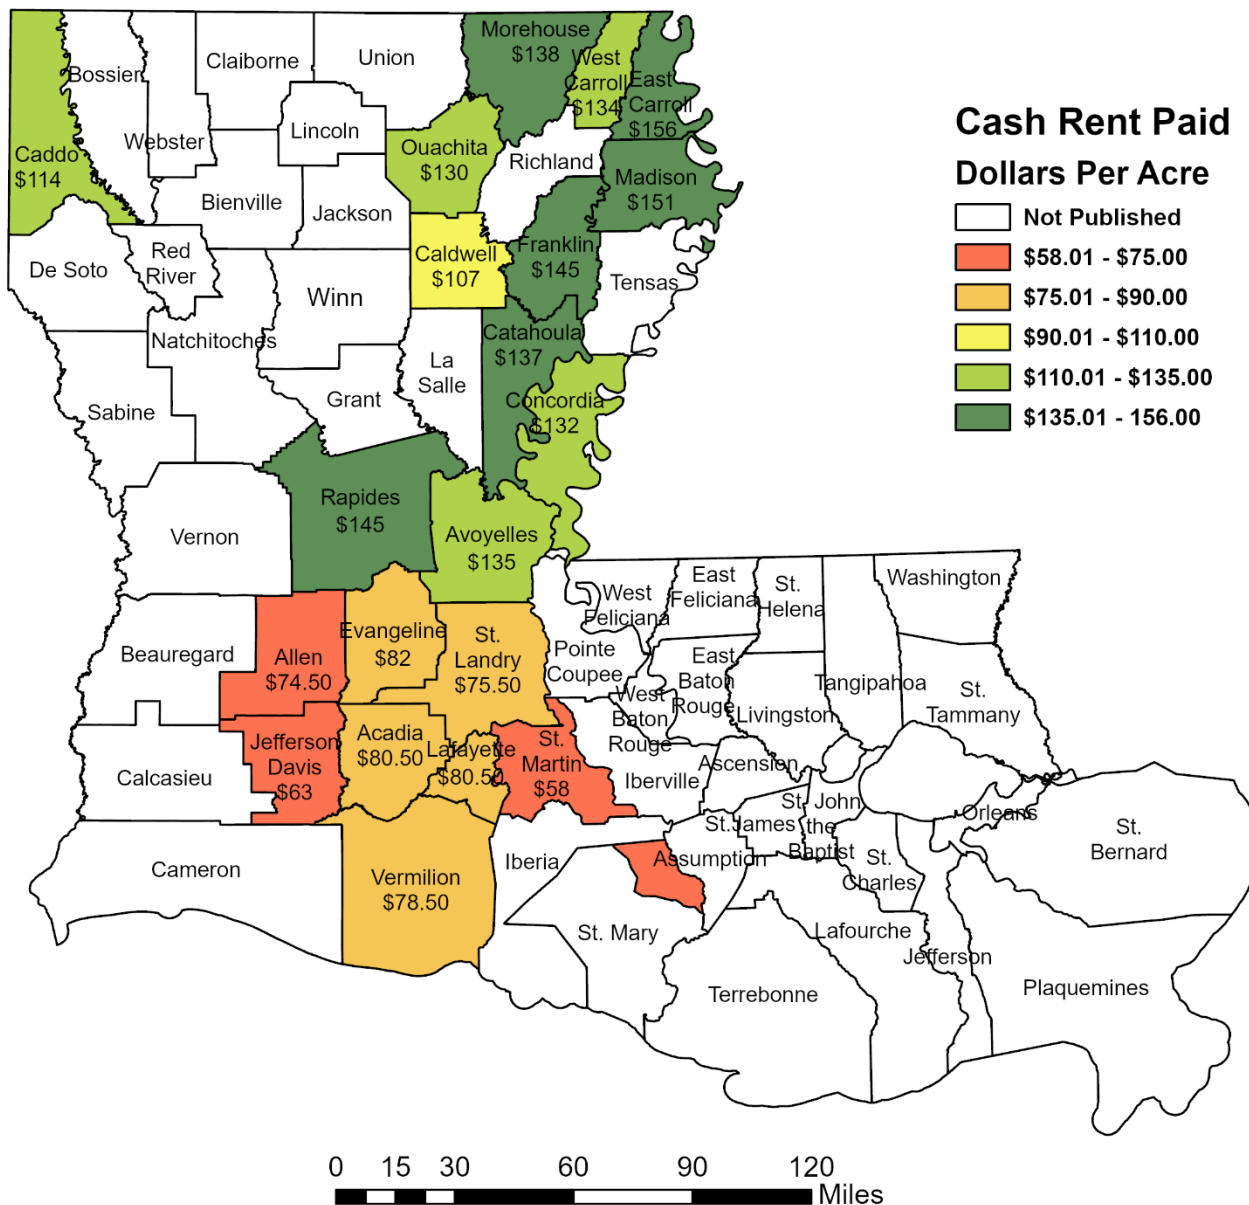 Morehouse
$138
West
Carroll
$134
East
Carroll
$156
Union
Claiborne
Bossier
Webster
Lincoln
Caddo
$114
Ouachita
$130
Richland
Madison
$151
Bienville
Jackson
Red
River
De Soto
Caldwell
$107
Franklin
$145
Tensas
Winn
Natchitoches
Catahoula
$137
La
Salle
Grant
Sabine
Concordia
$132
Rapides
$145
Vernon
Avoyelles
$135
Beauregard
Allen
$74.50
Evangeline
$82
St.
Landry
$75.50
Pointe
Coupee
West
Feliciana
East
Feliciana
St.
Helena
Washington
Tangipahoa
St.
Tammany
East
Baton
Rouge
West
Baton
Rouge
Livingston
Calcasieu
Jefferson
Davis
$63
Acadia
$80.50
Lafayette
$80.50
St.
Martin
$58
Iberville
Ascension
St.James
St.
John
the
Baptist
Orleans
St.
Bernard
Cameron
Vermilion
$78.50
Iberia
Assumption
St.
Charles
St. Mary
Lafourche
Jefferson
Terrebonne
Plaquemines
Cash Rent Paid
Dollars Per Acre
Not Published
$58.01 - $75.00
$75.01 - $90.00
$90.01 - $110.00
$110.01 - $135.00
$135.01 - 156.00
0 15 30 60 90 120
Miles